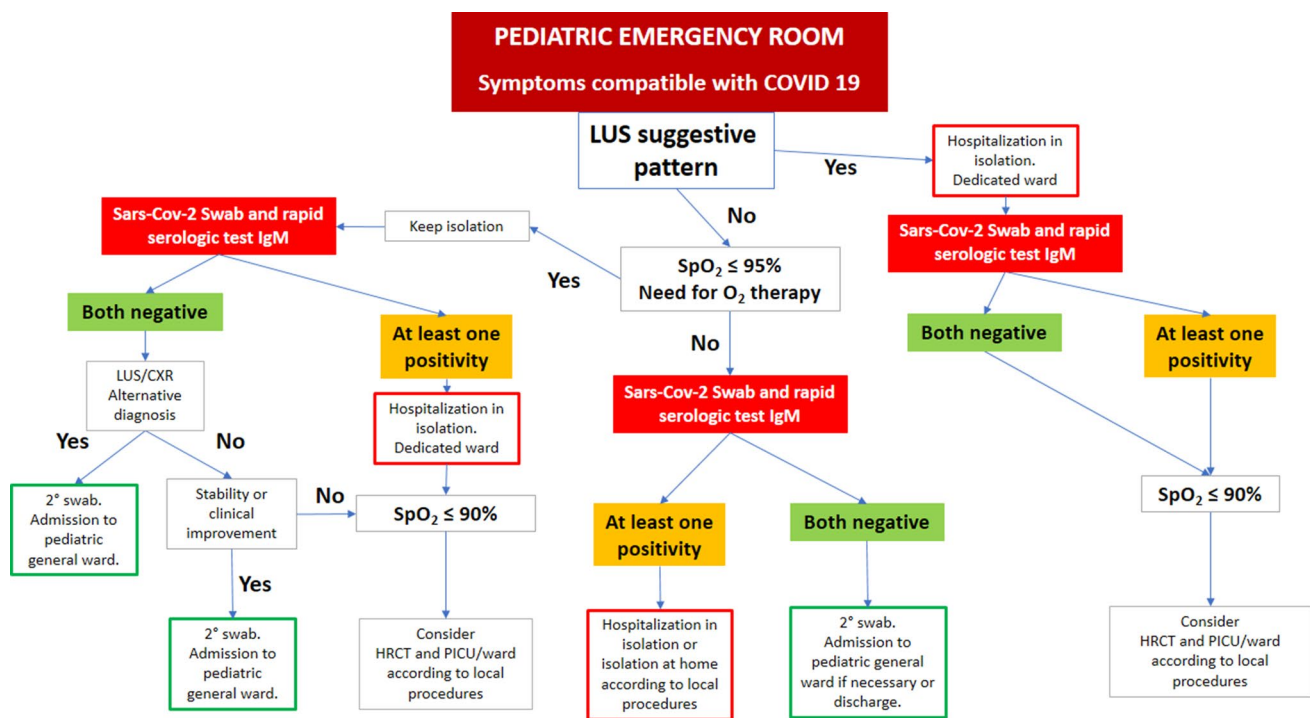 PEDIATRIC EMERGENCY ROOM
Symptoms compatible with COVID 19
LUS suggestive
pattern
Yes
Hospitalization in
isolation.
Dedicated ward
No
Sars-Cov-2 Swab and rapid
serologic test IgM
Keep isolation
Yes
SpO₂ ≤ 95%
Need for O₂ therapy
Sars-Cov-2 Swab and rapid
serologic test IgM
Both negative
At least one
positivity
No
Both negative
At least one
positivity
LUS/CXR
Alternative
diagnosis
Hospitalization in
isolation.
Dedicated ward
Sars-Cov-2 Swab and rapid
serologic test IgM
Yes
No
2° swab.
Admission to
pediatric
general ward.
Stability or
clinical
improvement
No
SpO₂ ≤ 90%
At least one
positivity
Both negative
SpO₂ ≤ 90%
Yes
2° swab.
Admission to
pediatric
general ward.
Consider
HRCT and PICU/ward
according to local
procedures
Hospitalization in
isolation or
isolation at home
according to local
procedures
2° swab.
Admission to
pediatric general
ward if necessary or
discharge.
Consider
HRCT and PICU/ward
according to local
procedures